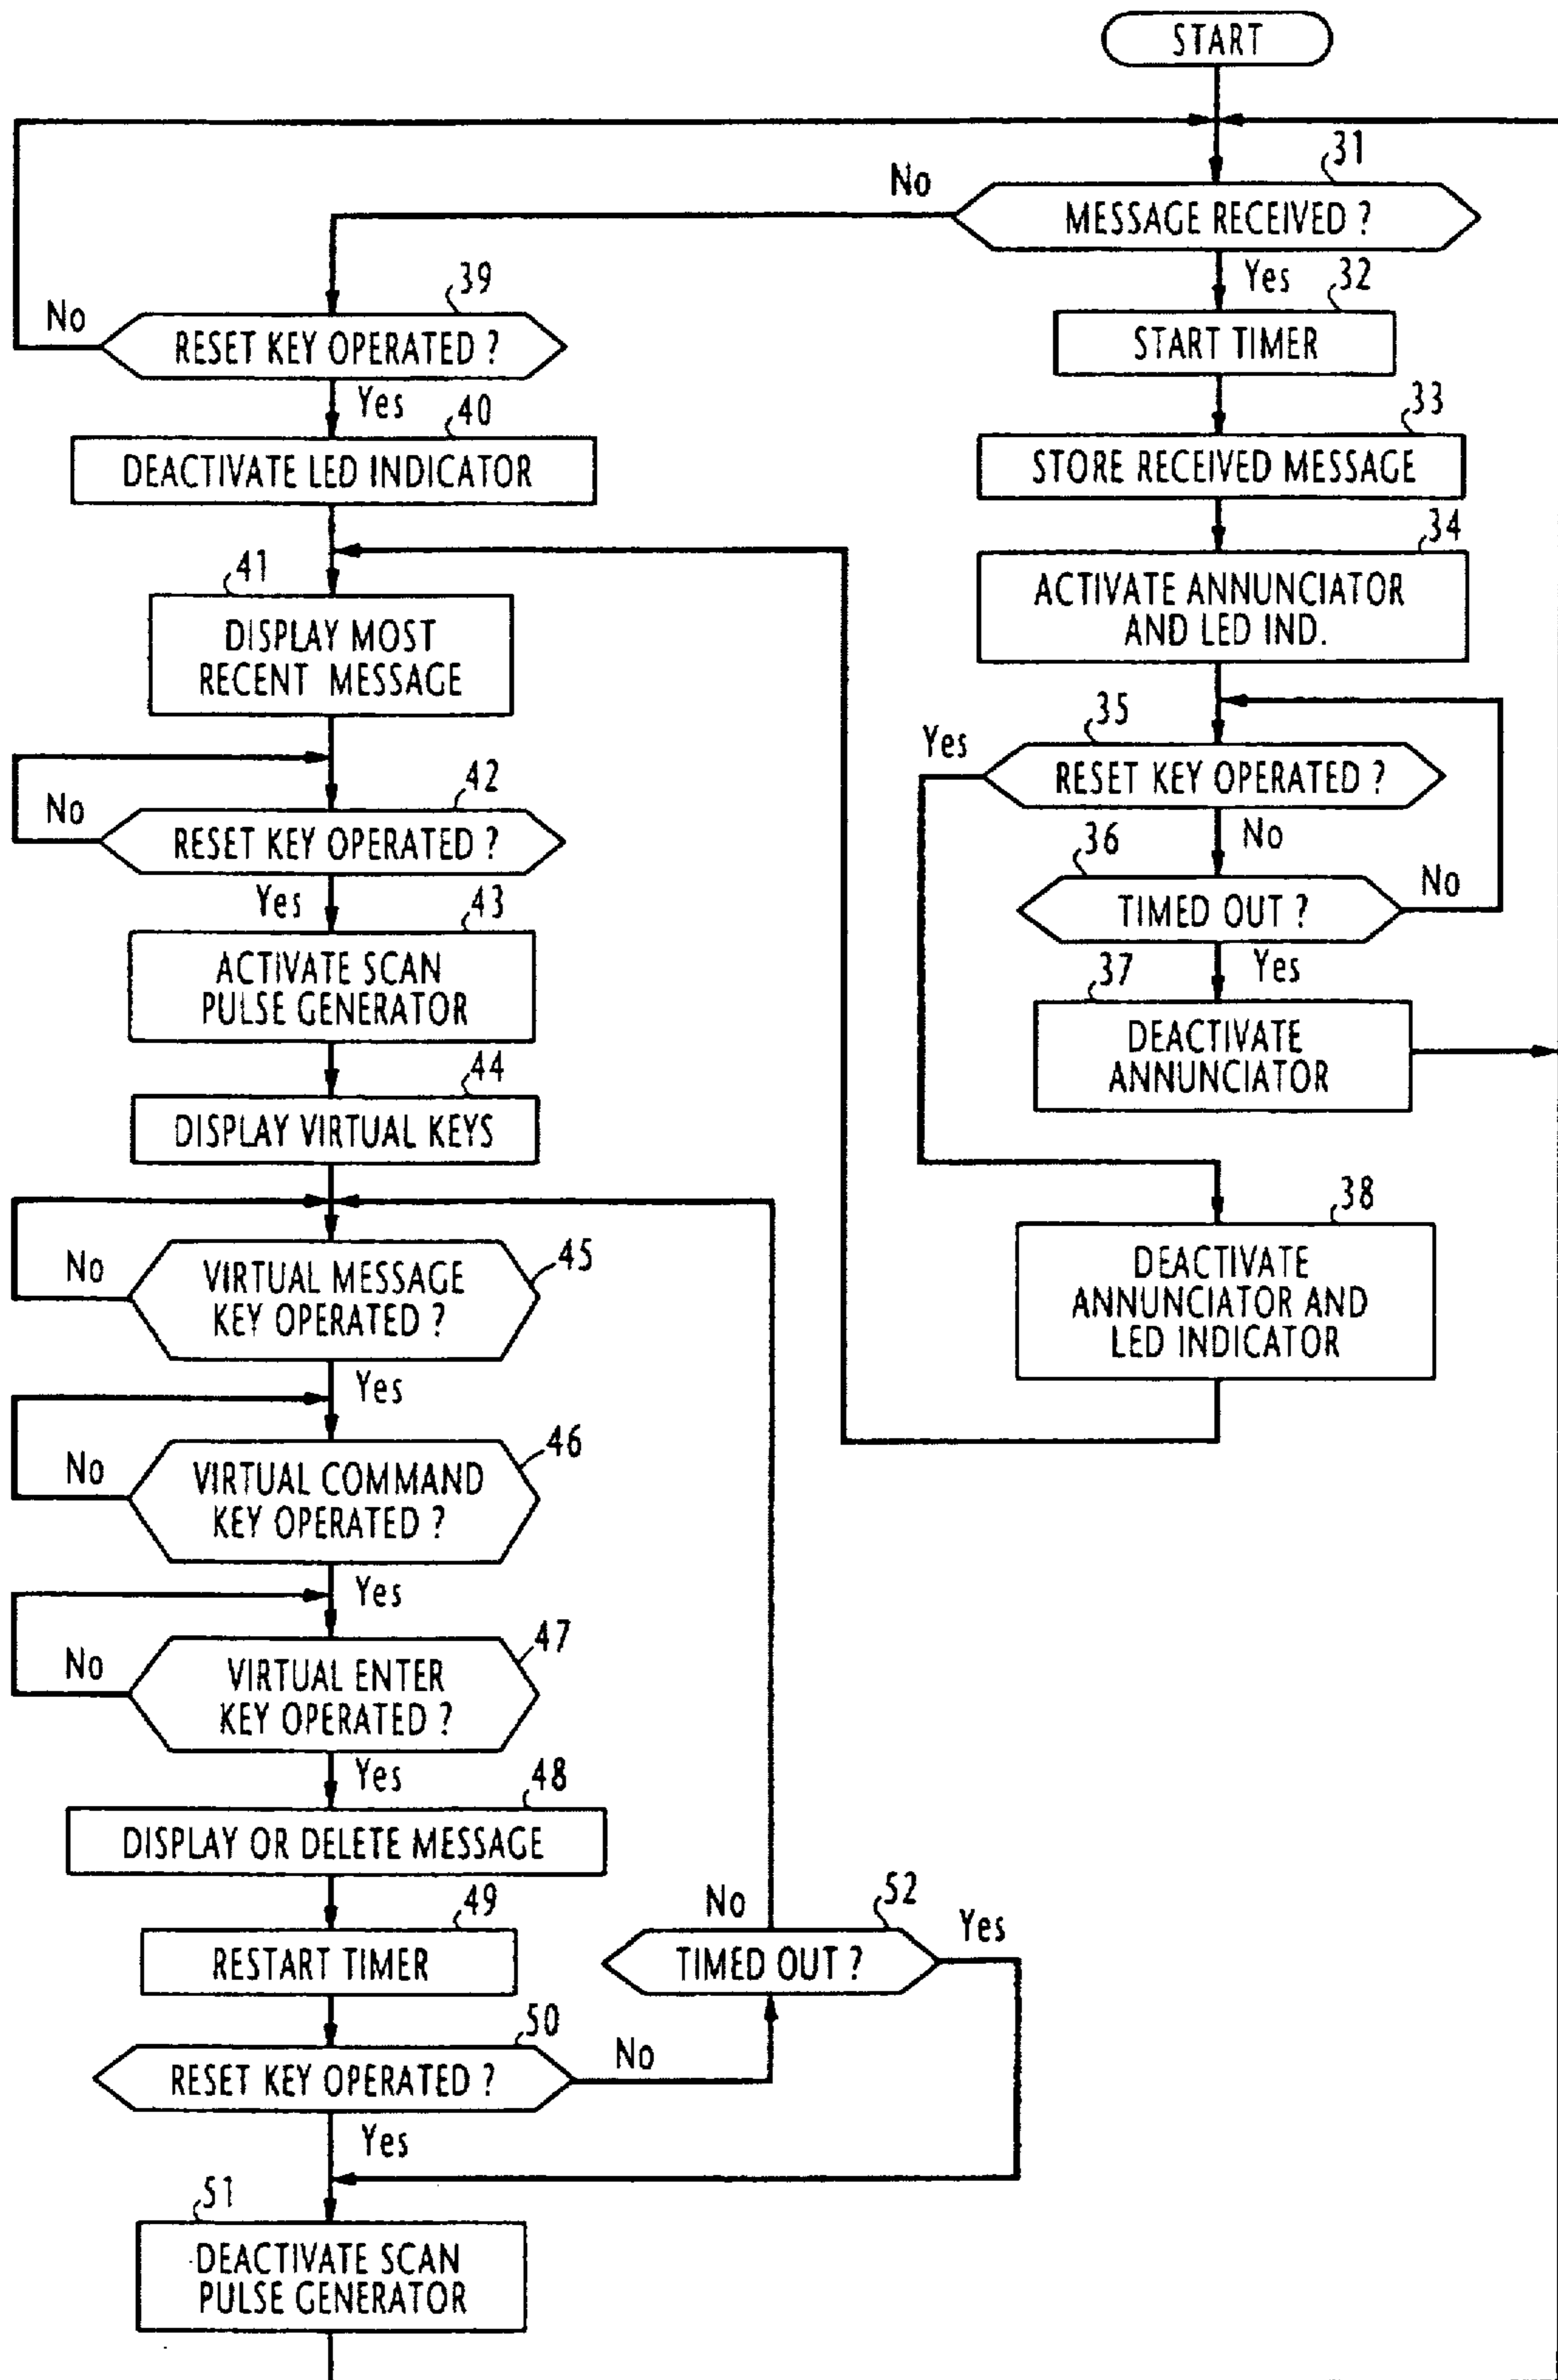 START
31
No
MESSAGE RECEIVED ?
Yes
32
START TIMER
33
STORE RECEIVED MESSAGE
34
ACTIVATE ANNUNCIATOR
AND LED IND.
35
Yes
RESET KEY OPERATED ?
No
36
TIMED OUT ?
No
Yes
37
DEACTIVATE
ANNUNCIATOR
38
DEACTIVATE
ANNUNCIATOR AND
LED INDICATOR
39
No
RESET KEY OPERATED ?
Yes
40
DEACTIVATE LED INDICATOR
41
DISPLAY MOST
RECENT MESSAGE
42
No
RESET KEY OPERATED ?
Yes
43
ACTIVATE SCAN
PULSE GENERATOR
44
DISPLAY VIRTUAL KEYS
45
No
VIRTUAL MESSAGE
KEY OPERATED ?
Yes
46
No
VIRTUAL COMMAND
KEY OPERATED ?
Yes
47
No
VIRTUAL ENTER
KEY OPERATED ?
Yes
48
DISPLAY OR DELETE MESSAGE
49
RESTART TIMER
50
RESET KEY OPERATED ?
No
Yes
52
No
TIMED OUT ?
Yes
51
DEACTIVATE SCAN
PULSE GENERATOR